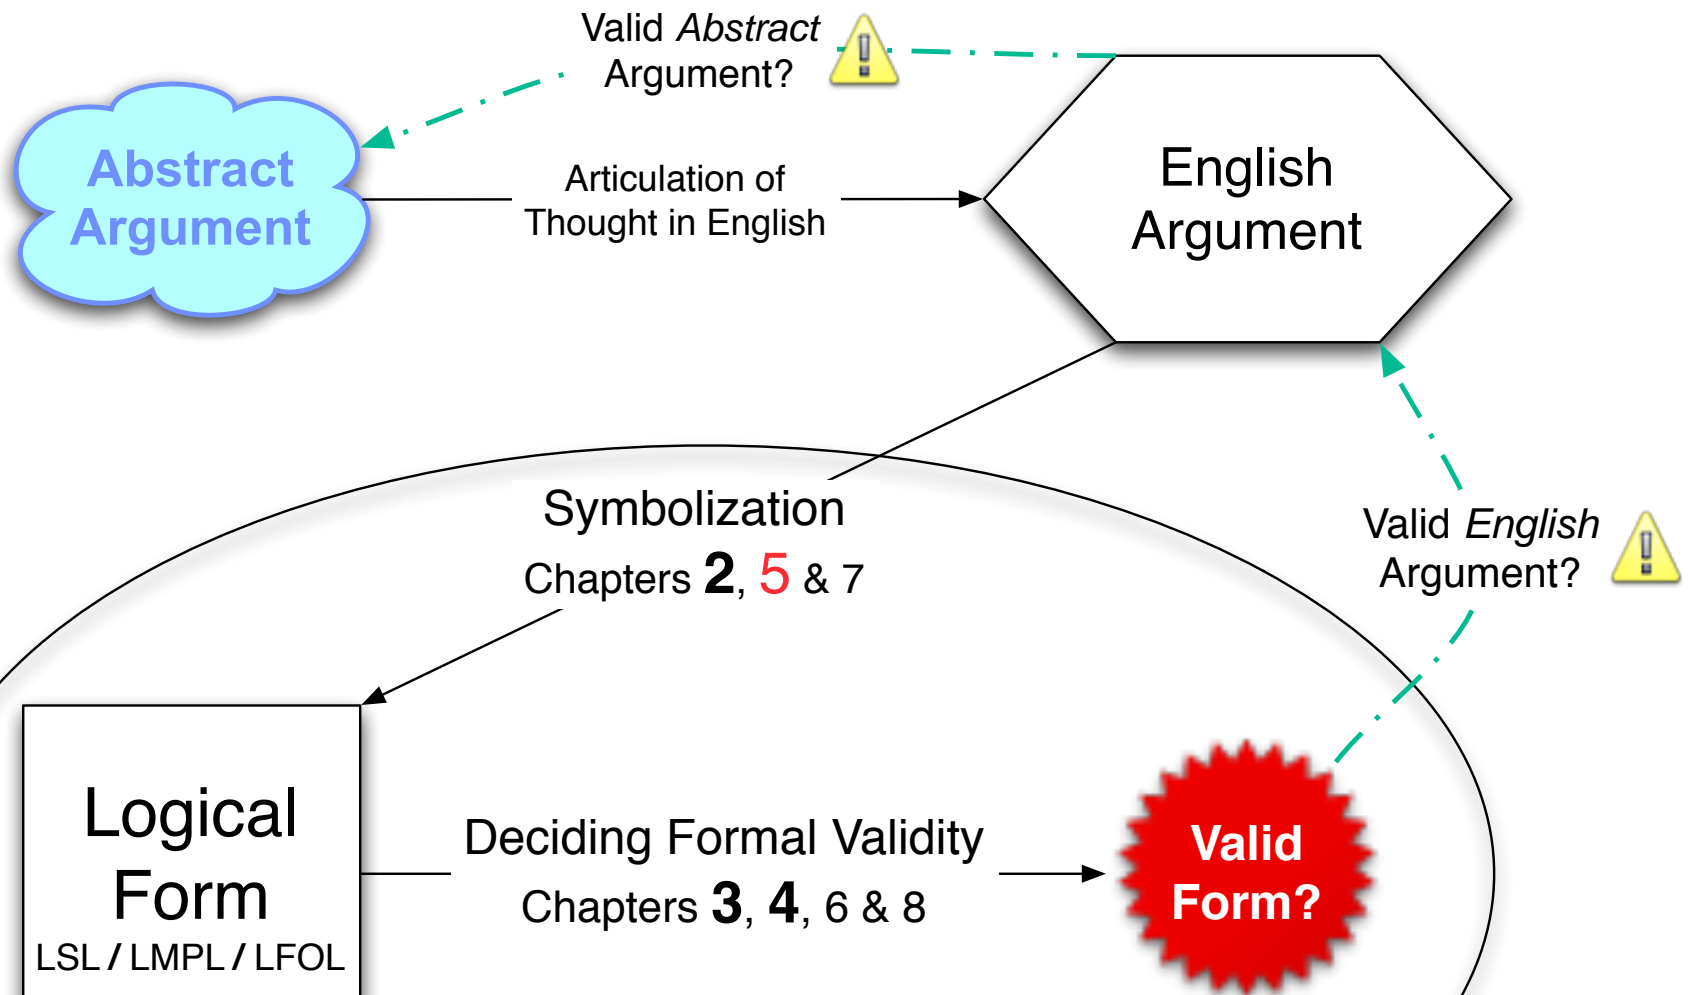 Valid Abstract
Argument?
Abstract
Argument
Articulation of
Thought in English
English
Argument
Symbolization
Chapters 2, 5 & 7
Valid English
Argument?
Logical
Form
LSL / LMPL / LFOL
Deciding Formal Validity
Chapters 3, 4, 6 & 8
Valid
Form?